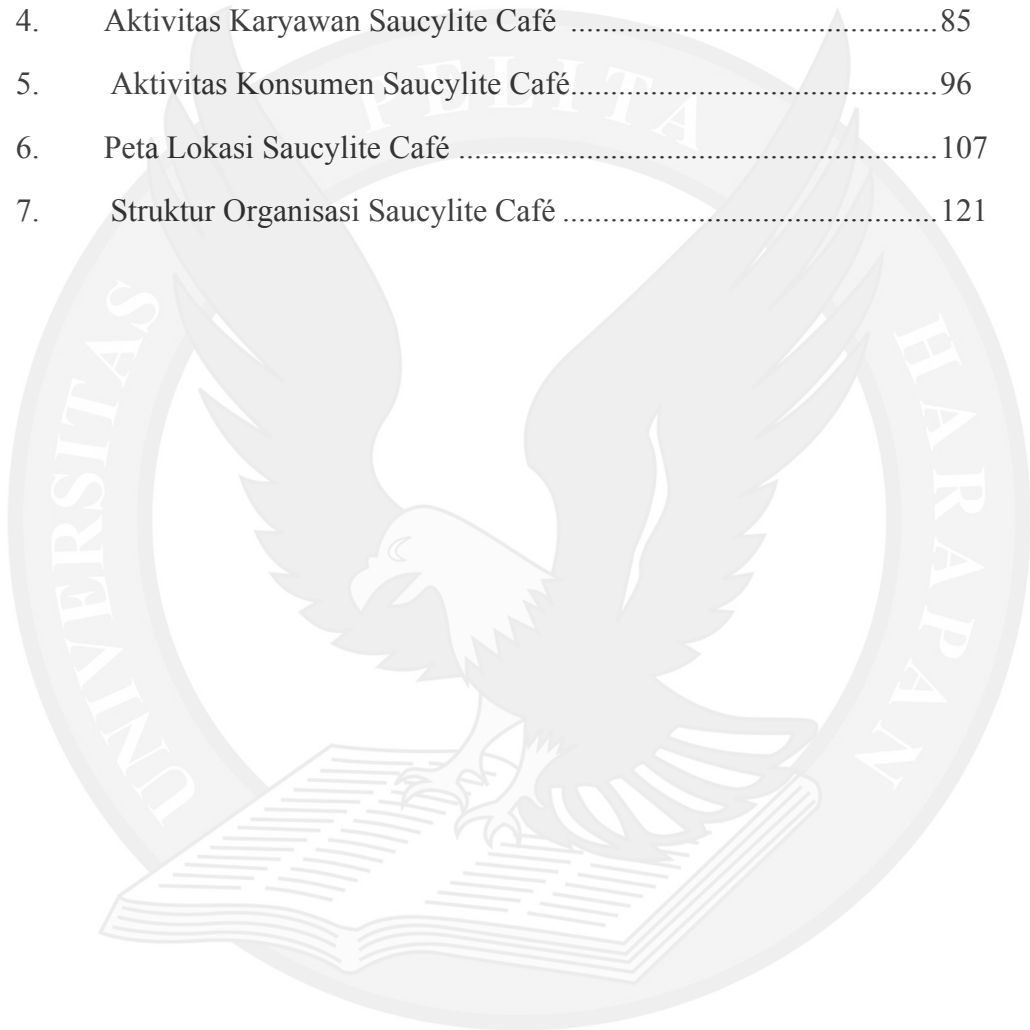 4. Aktivitas Karyawan Saucylite Café ..........................................85
5. Aktivitas Konsumen Saucylite Café..........................................96
6. Peta Lokasi Saucylite Café .......................................................107
7. Struktur Organisasi Saucylite Café ...........................................121
UNIVERSITAS PELITA HARAPAN